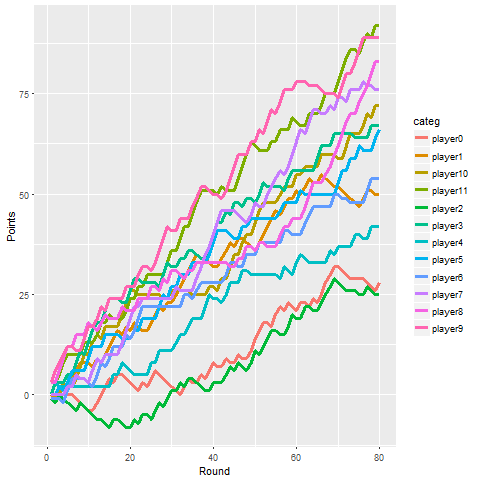 75
50
25
0
Points
0
20
40
60
80
Round
categ
player0
player1
player10
player11
player2
player3
player4
player5
player6
player7
player8
player9